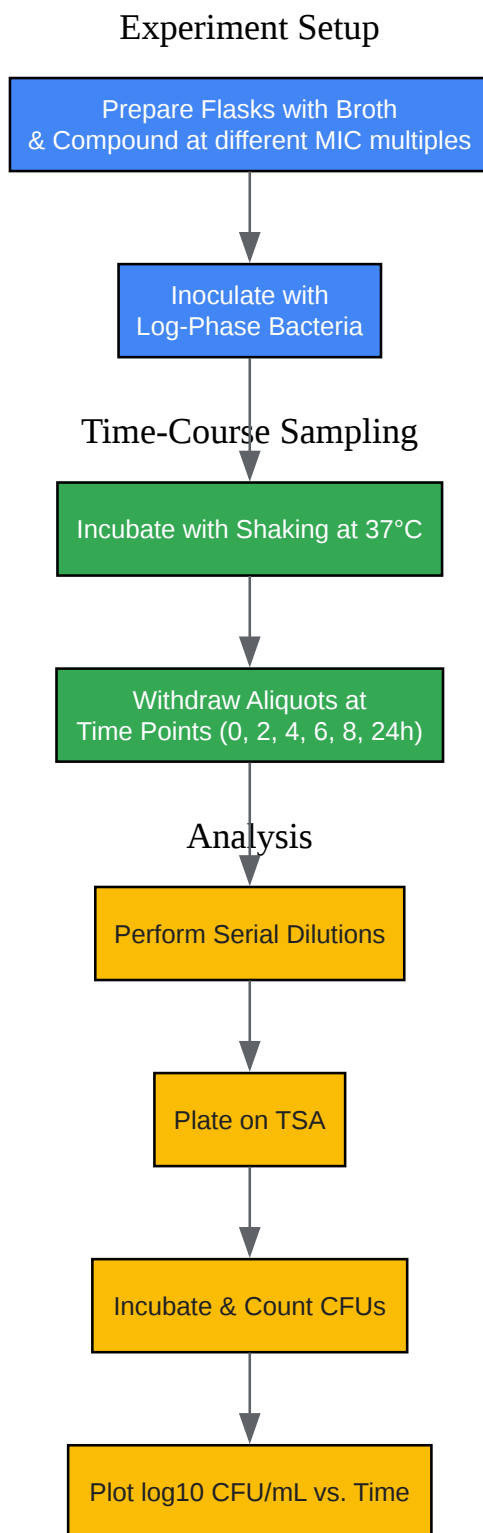 Experiment Setup
Prepare Flasks with Broth
& Compound at different MIC multiples
Inoculate with
Log-Phase Bacteria
Time-Course Sampling
Incubate with Shaking at 37°C
Withdraw Aliquots at
Time Points (0, 2, 4, 6, 8, 24h)
Analysis
Perform Serial Dilutions
Plate on TSA
Incubate & Count CFUs
Plot log10 CFU/mL vs. Time